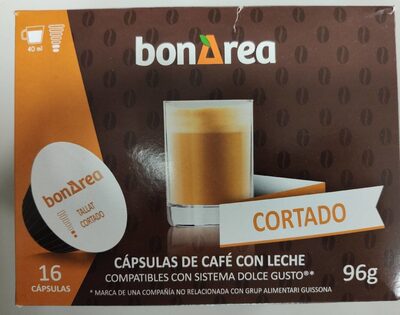 40 ml
bonÀrea
bonÀrea
TALLAT
CORTADO
CORTADO
16
CÁPSULAS
CÁPSULAS DE CAFÉ CON LECHE
COMPATIBLES CON SISTEMA DOLCE GUSTO®*
* MARCA DE UNA COMPAÑÍA NO RELACIONADA CON GRUP ALIMENTARI GUISSONA
96g